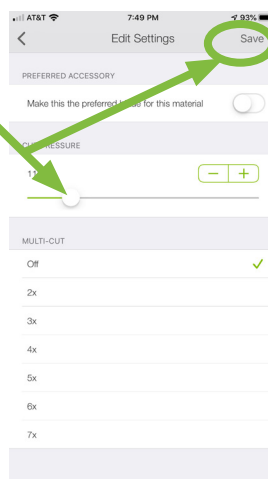 AT&T 7:49 PM 93%
Edit Settings Save
PREFERRED ACCESSORY
Make this the preferred for this material
PRESSURE
MULTI-CUT
Off
2x
3x
4x
5x
6x
7x